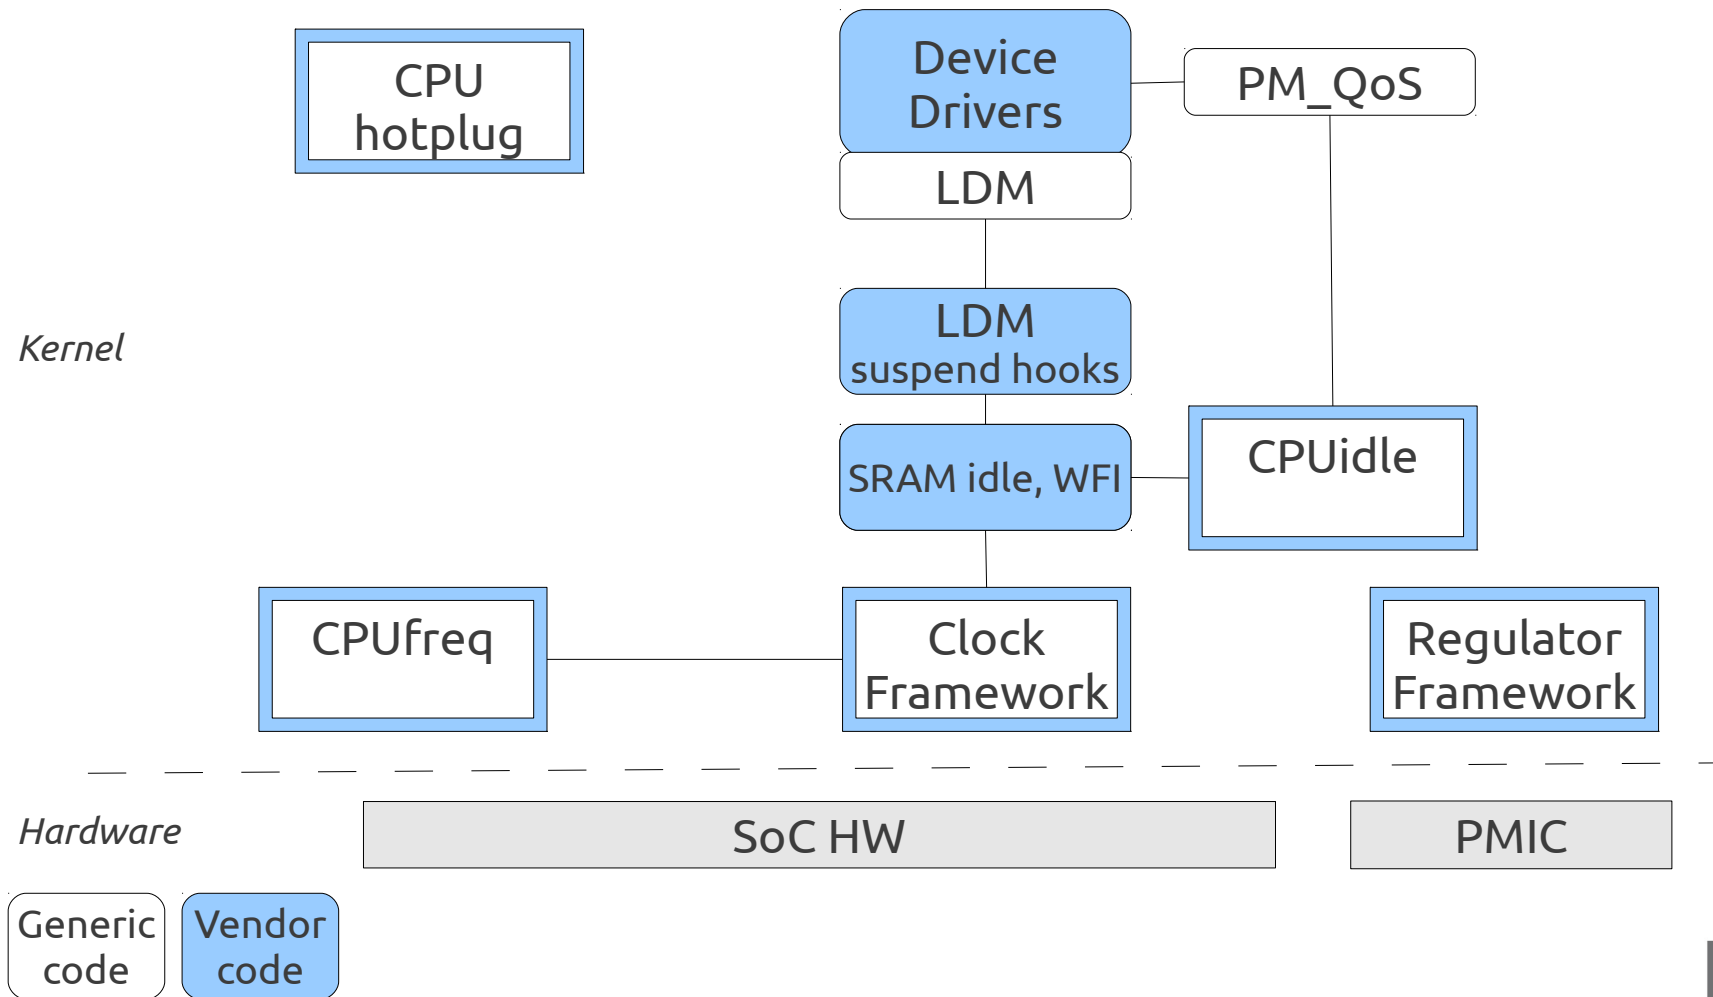 CPU
hotplug
Device
Drivers
PM_QoS
LDM
Kernel
LDM
suspend hooks
SRAM idle, WFI
CPUidle
CPUfreq
Clock
Framework
Regulator
Framework
Hardware
SoC HW
PMIC
Generic
code
Vendor
code